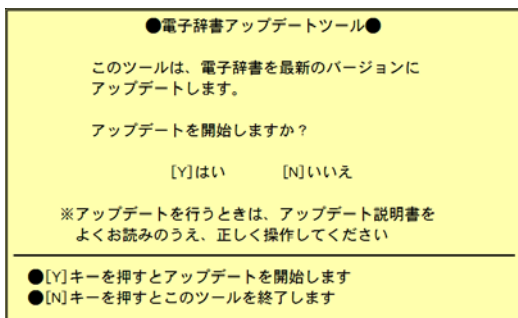 ●電子辞書アップデートツール●
このツールは、電子辞書を最新のバージョンに
アップデートします。
アップデートを開始しますか？
[Y]はい　　[N]いいえ
※アップデートを行うときは、アップデート説明書を
よくお読みのうえ、正しく操作してください
●[Y]キーを押すとアップデートを開始します
●[N]キーを押すとこのツールを終了します